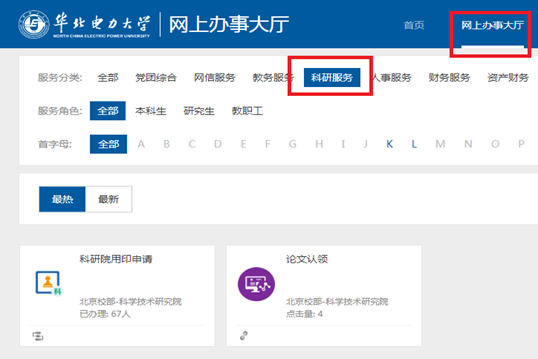 华北电力大学 网上办事大厅 首页 网上办事大厅
NORTH CHINA ELECTRIC POWER UNIVERSITY
服务分类: 全部 党团综合 网信服务 教务服务 科研服务 人事服务 财务服务 资产财务
服务角色: 全部 本科生 研究生 教职工
首字母: 全部 A B C D E F G H I J K L M N O P
最热 最新
科研院用印申请 论文认领
科
北京校部-科学技术研究院 北京校部-科学技术研究院
已办理: 67人 点击量: 4